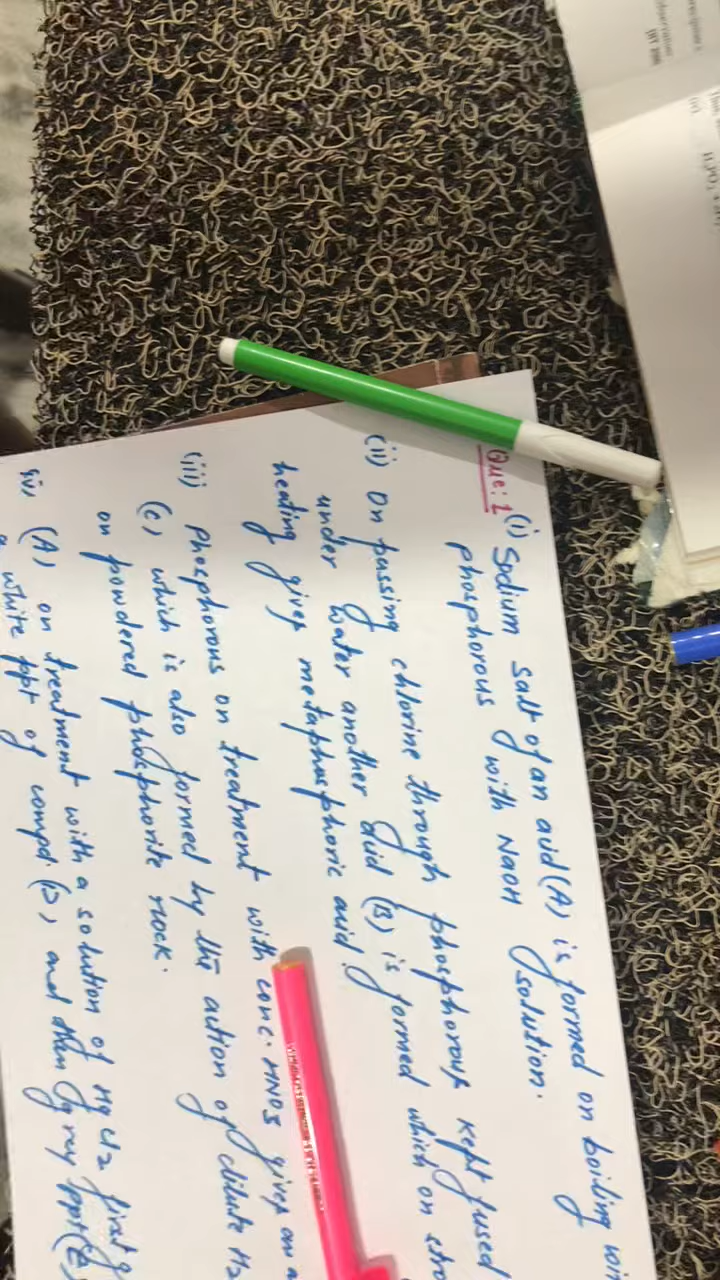 Que: 1 (i) Sodium salt of an acid (A) is formed on boiling
phosphorous with NaOH solution.
(ii) On passing chlorine through phosphorous kept fused
under water another acid (B) is formed which on
heating gives metaphosphoric acid.
(iii) Phosphorous on treatment with conc. HNO3 gives an
(C) which is also formed by the action of dilute
on powdered phosphorite rock.
(A) on treatment with a solution of HgCl2 first
a white ppt of compd (D) and then gray ppt (E)